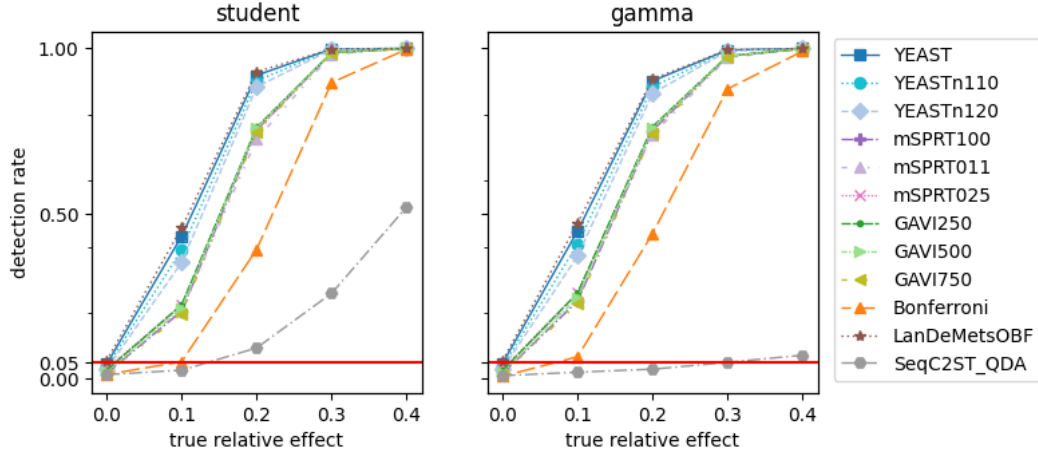 student
gamma
detection rate
1.00
0.50
0.05
0.00
0.0 0.1 0.2 0.3 0.4
true relative effect
0.0 0.1 0.2 0.3 0.4
true relative effect
YEAST
YEASTn110
YEASTn120
mSPRT100
mSPRT011
mSPRT025
GAVI250
GAVI500
GAVI750
Bonferroni
LanDeMetsOBF
SeqC2ST_QDA